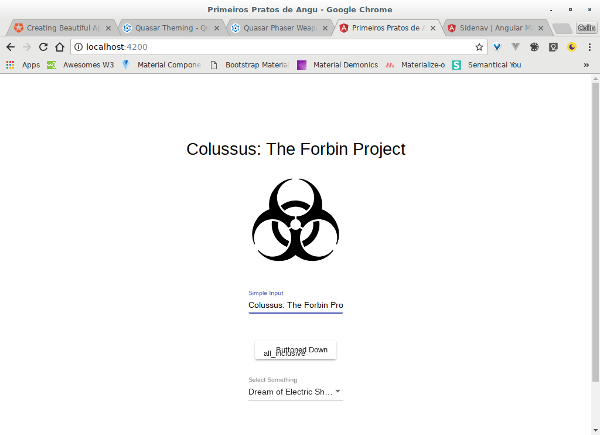 Primeiros Pratos de Angu - Google Chrome
Creating Beautiful A
Quasar Theming - Q
Quasar Phaser Weap
Primeiros Pratos de A
Sidenav | Angular M
localhost:4200
Apps
Awesomes W3
Material Compone
Bootstrap Material
Material Demonics
Materialize-o
Semantical You
»
Colussus: The Forbin Project
Simple Input
Colussus: The Forbin Pro
Buttoned Down
all_inclusive
Select Something
Dream of Electric Sh...